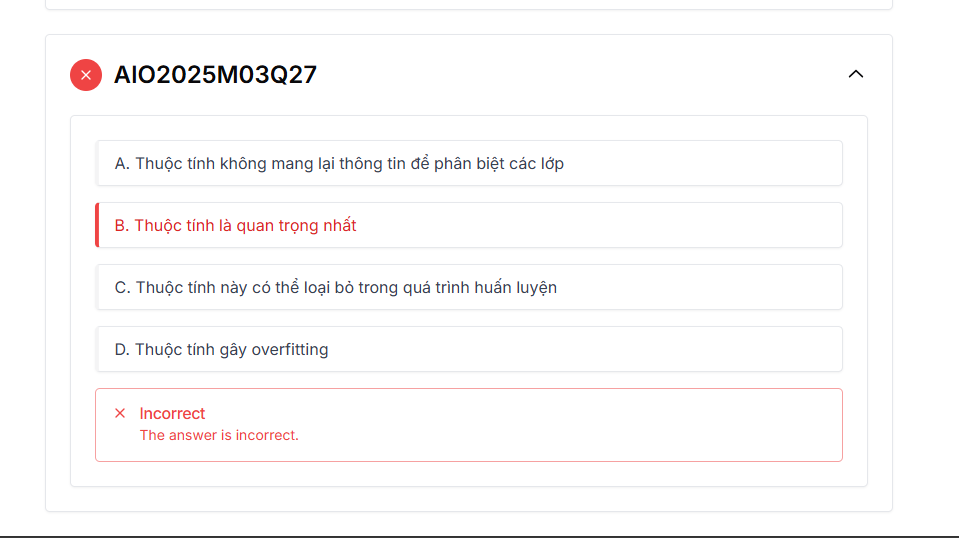 AIO2025M03Q27
A. Thuộc tính không mang lại thông tin để phân biệt các lớp
B. Thuộc tính là quan trọng nhất
C. Thuộc tính này có thể loại bỏ trong quá trình huấn luyện
D. Thuộc tính gây overfitting
Incorrect
The answer is incorrect.